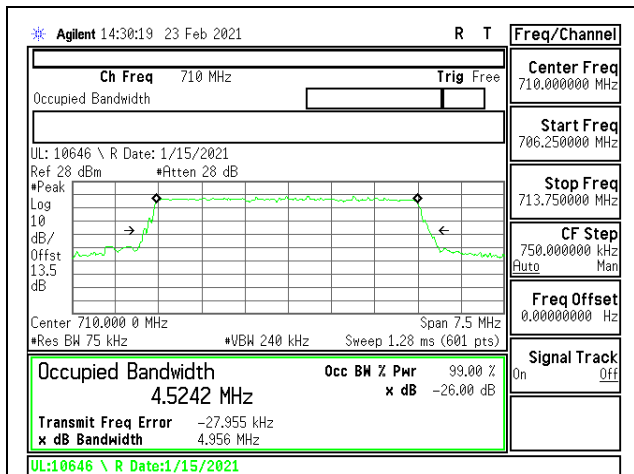 Agilent 14:30:19 23 Feb 2021 R T
Ch Freq 710 MHz Trig Free
Occupied Bandwidth
UL: 10646 \ R Date: 1/15/2021
Ref 28 dBm #Atten 28 dB
#Peak
Log
10
dB/
Offst
13.5
dB
Center 710.000 0 MHz Span 7.5 MHz
#Res BW 75 kHz #VBW 240 kHz Sweep 1.28 ms (601 pts)
Occupied Bandwidth Occ BW % Pwr 99.00 %
4.5242 MHz x dB -26.00 dB
Transmit Freq Error -27.955 kHz
x dB Bandwidth 4.956 MHz
UL:10646 \ R Date:1/15/2021
Freq/Channel
Center Freq
710.000000 MHz
Start Freq
706.250000 MHz
Stop Freq
713.750000 MHz
CF Step
750.000000 kHz
Auto Man
Freq Offset
0.00000000 Hz
Signal Track
On Off